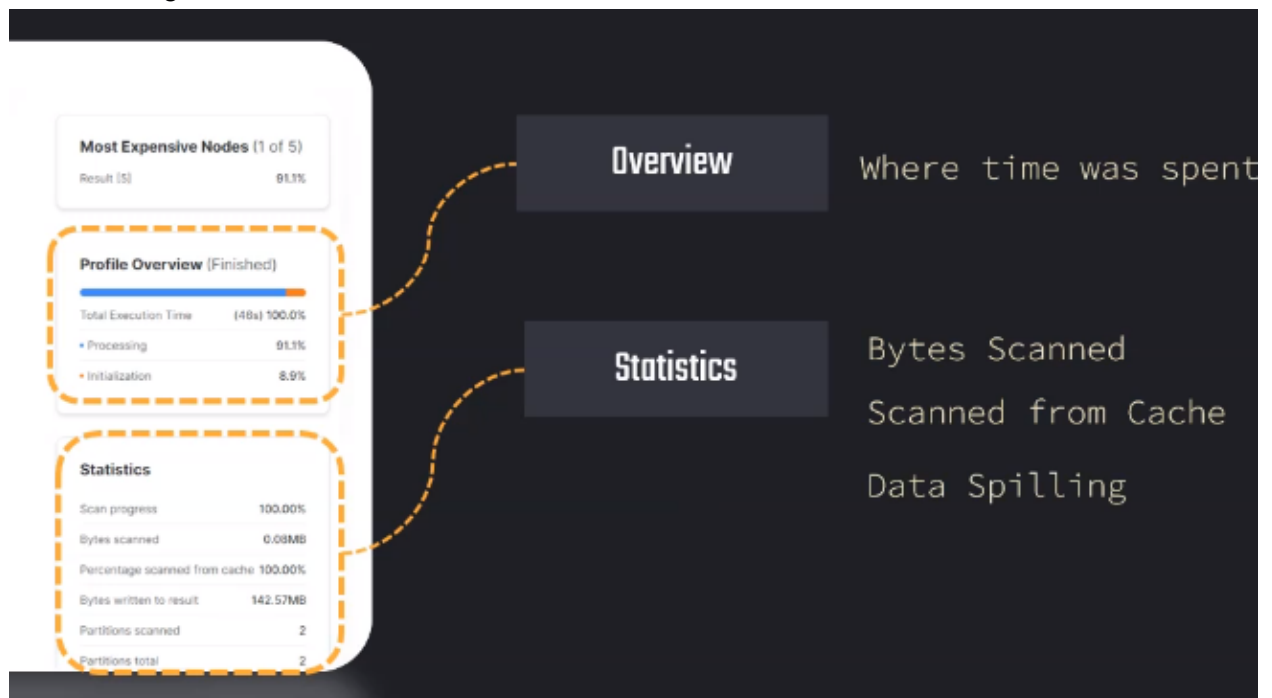 Most Expensive Nodes (1 of 5)
Result [5] 91.1%
Profile Overview (Finished)
Total Execution Time (46s) 100.0%
Processing 91.1%
Initialization 8.9%
Statistics
Scan progress 100.00%
Bytes scanned 0.08MB
Percentage scanned from cache 100.00%
Bytes written to result 142.57MB
Partitions scanned 2
Partitions total 2
Overview
Where time was spent
Statistics
Bytes Scanned
Scanned from Cache
Data Spilling